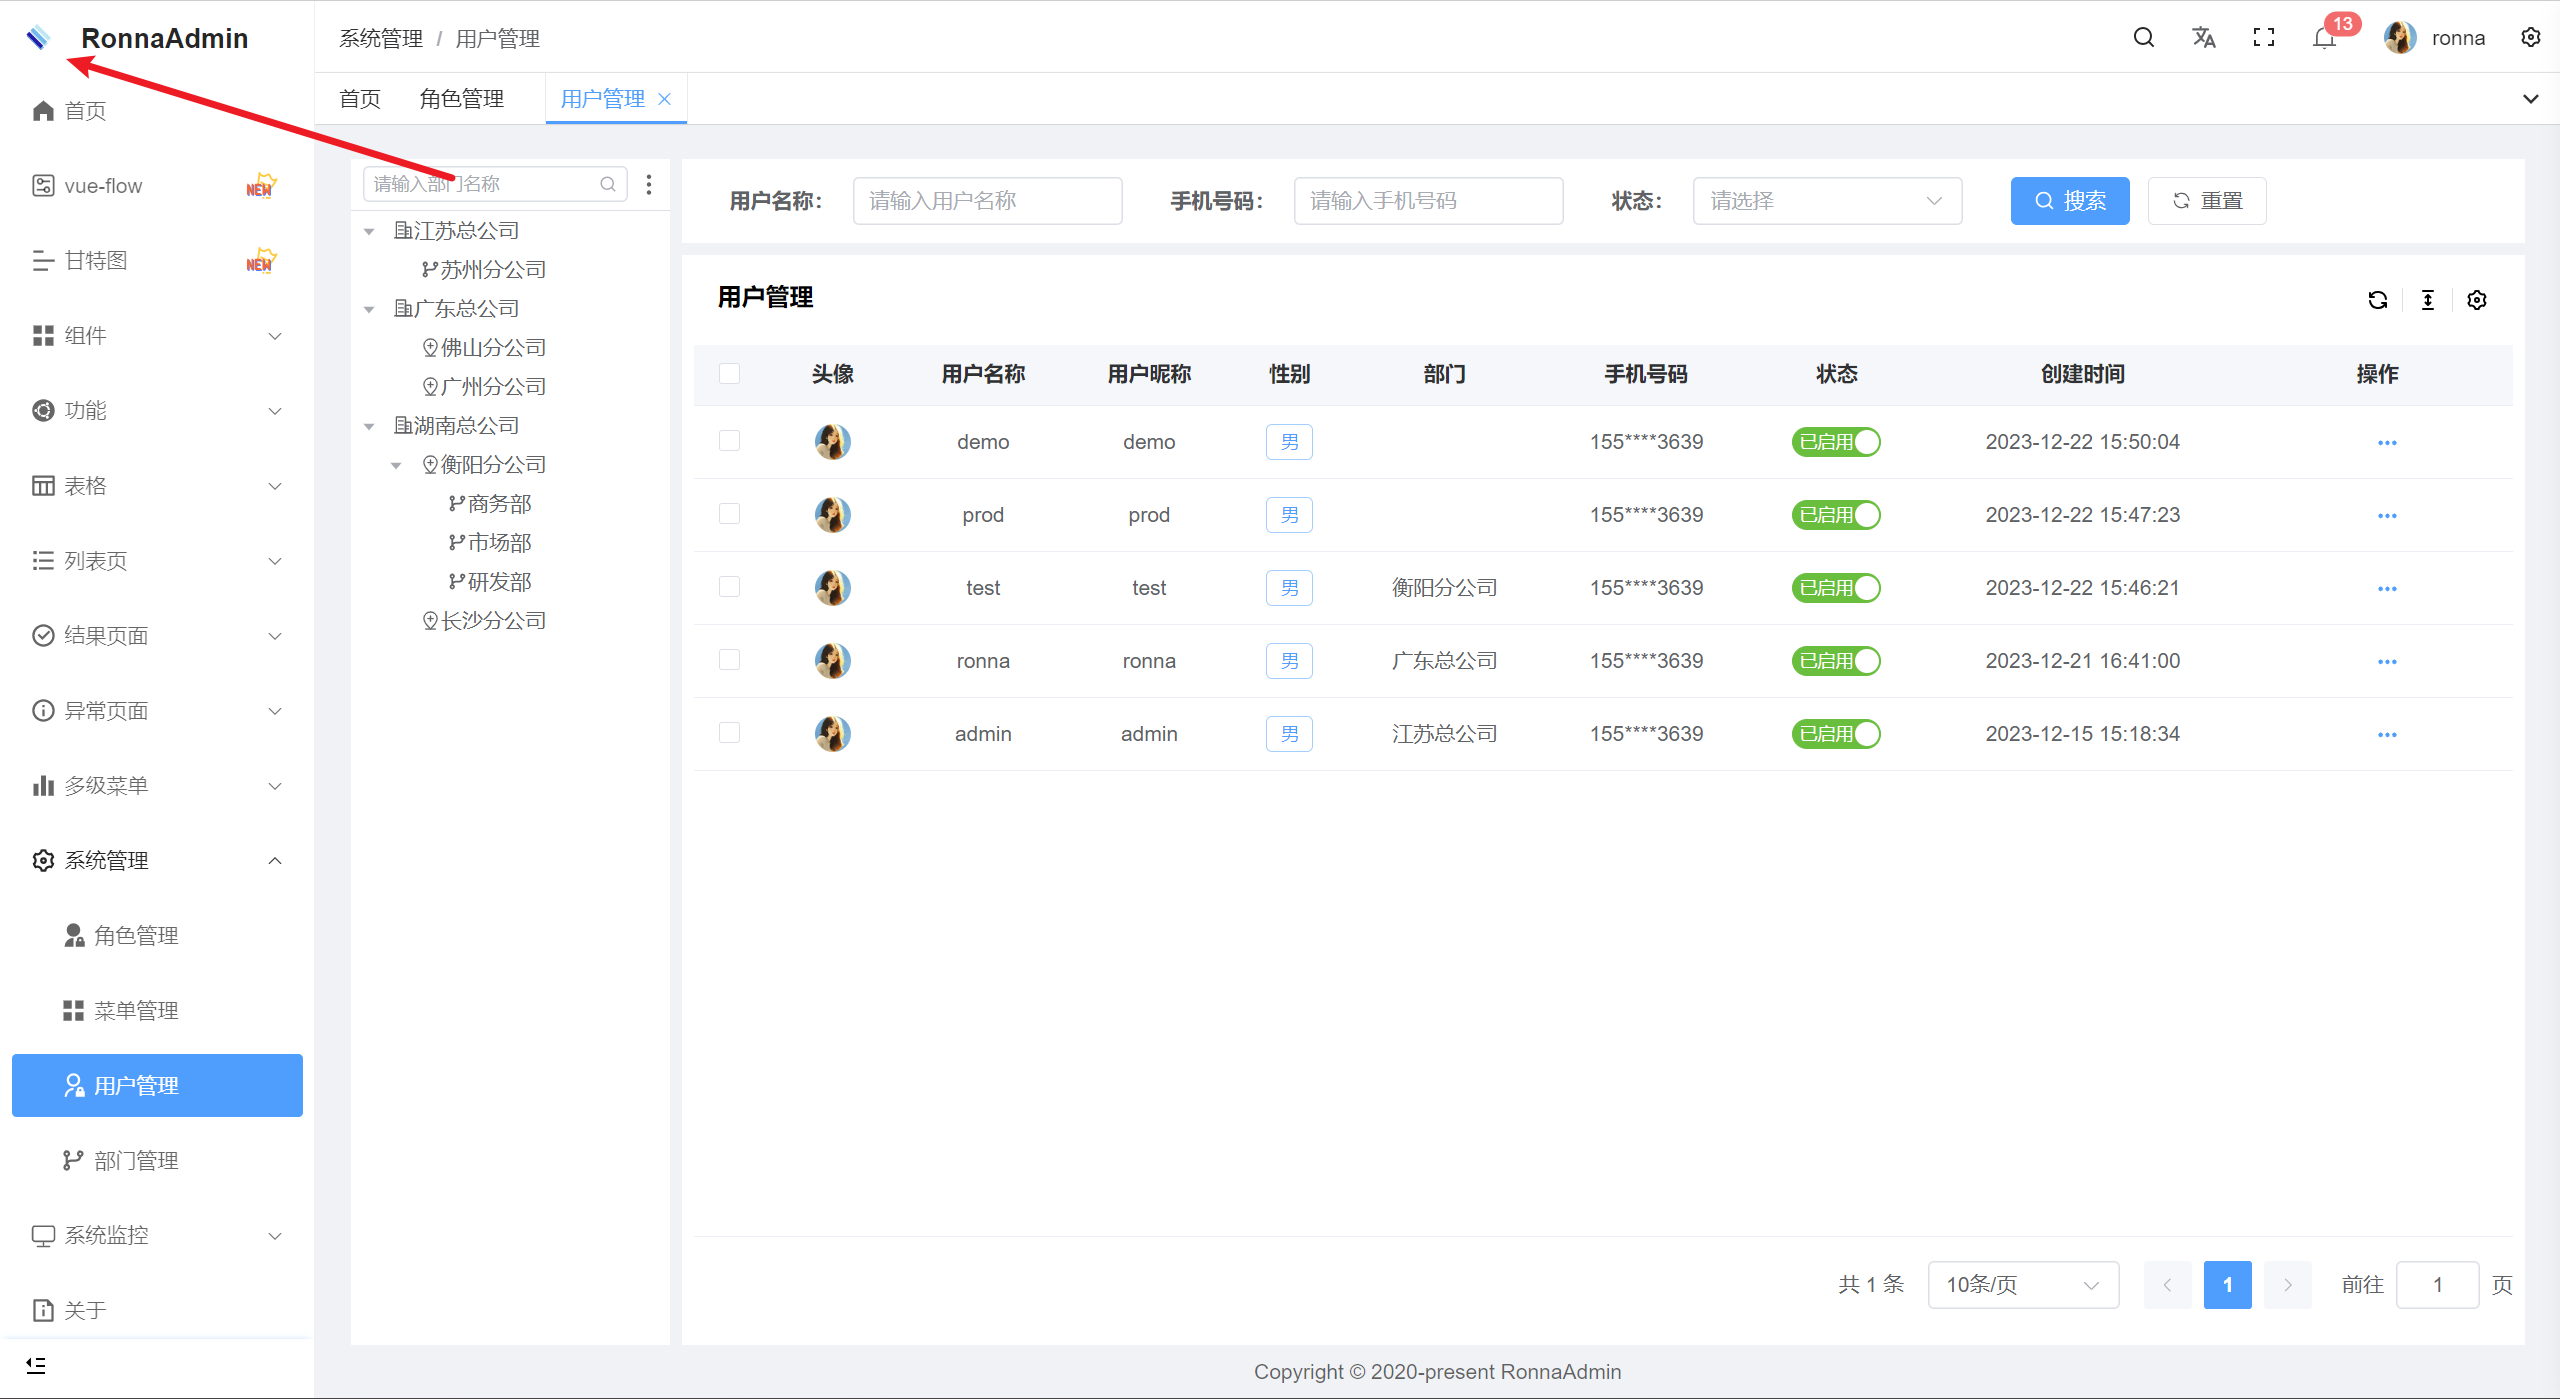 RonnaAdmin
首页
vue-flow NEW
甘特图 NEW
组件
功能
表格
列表页
结果页面
异常页面
多级菜单
系统管理
角色管理
菜单管理
用户管理
部门管理
系统监控
关于
系统管理 / 用户管理
13
ronna
首页 角色管理 用户管理
请输入部门名称
江苏总公司
苏州分公司
广东总公司
佛山分公司
广州分公司
湖南总公司
衡阳分公司
商务部
市场部
研发部
长沙分公司
用户名称: 请输入用户名称 手机号码: 请输入手机号码 状态: 请选择 搜索 重置
用户管理
头像 用户名称 用户昵称 性别 部门 手机号码 状态 创建时间 操作
demo demo 男 155****3639 已启用 2023-12-22 15:50:04
prod prod 男 155****3639 已启用 2023-12-22 15:47:23
test test 男 衡阳分公司 155****3639 已启用 2023-12-22 15:46:21
ronna ronna 男 广东总公司 155****3639 已启用 2023-12-21 16:41:00
admin admin 男 江苏总公司 155****3639 已启用 2023-12-15 15:18:34
共 1 条 10条/页 1 前往 1 页
Copyright © 2020-present RonnaAdmin